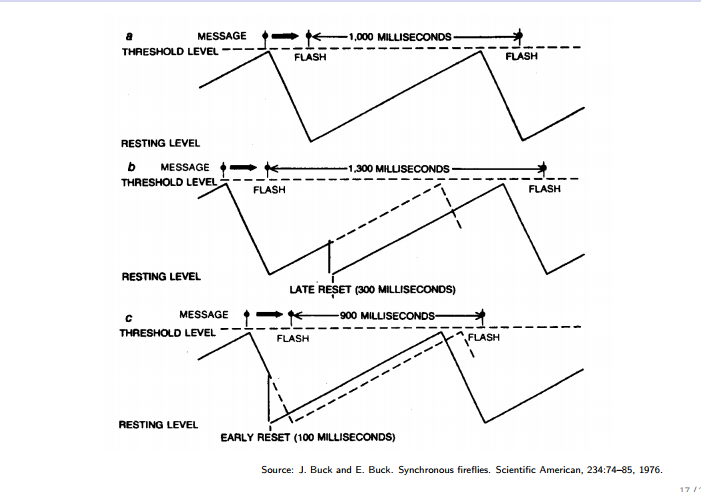 a MESSAGE 1,000 MILLISECONDS
THRESHOLD LEVEL
FLASH FLASH
RESTING LEVEL
b MESSAGE 1,300 MILLISECONDS
THRESHOLD LEVEL
FLASH FLASH
RESTING LEVEL
LATE RESET (300 MILLISECONDS)
c MESSAGE 900 MILLISECONDS
THRESHOLD LEVEL
FLASH FLASH
RESTING LEVEL
EARLY RESET (100 MILLISECONDS)
Source: J. Buck and E. Buck. Synchronous fireflies. Scientific American, 234:74–85, 1976.
17 /